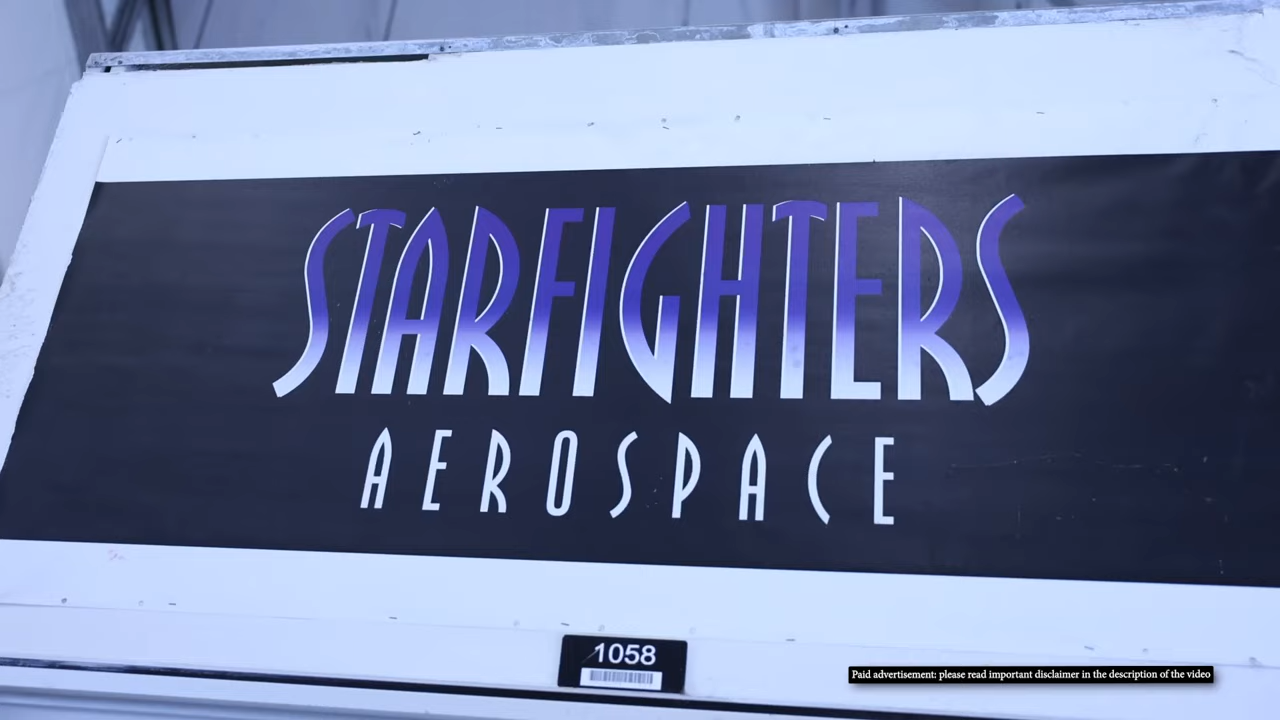 STARFIGHTERS
AEROSPACE
1058
Paid advertisement: please read important disclaimer in the description of the video